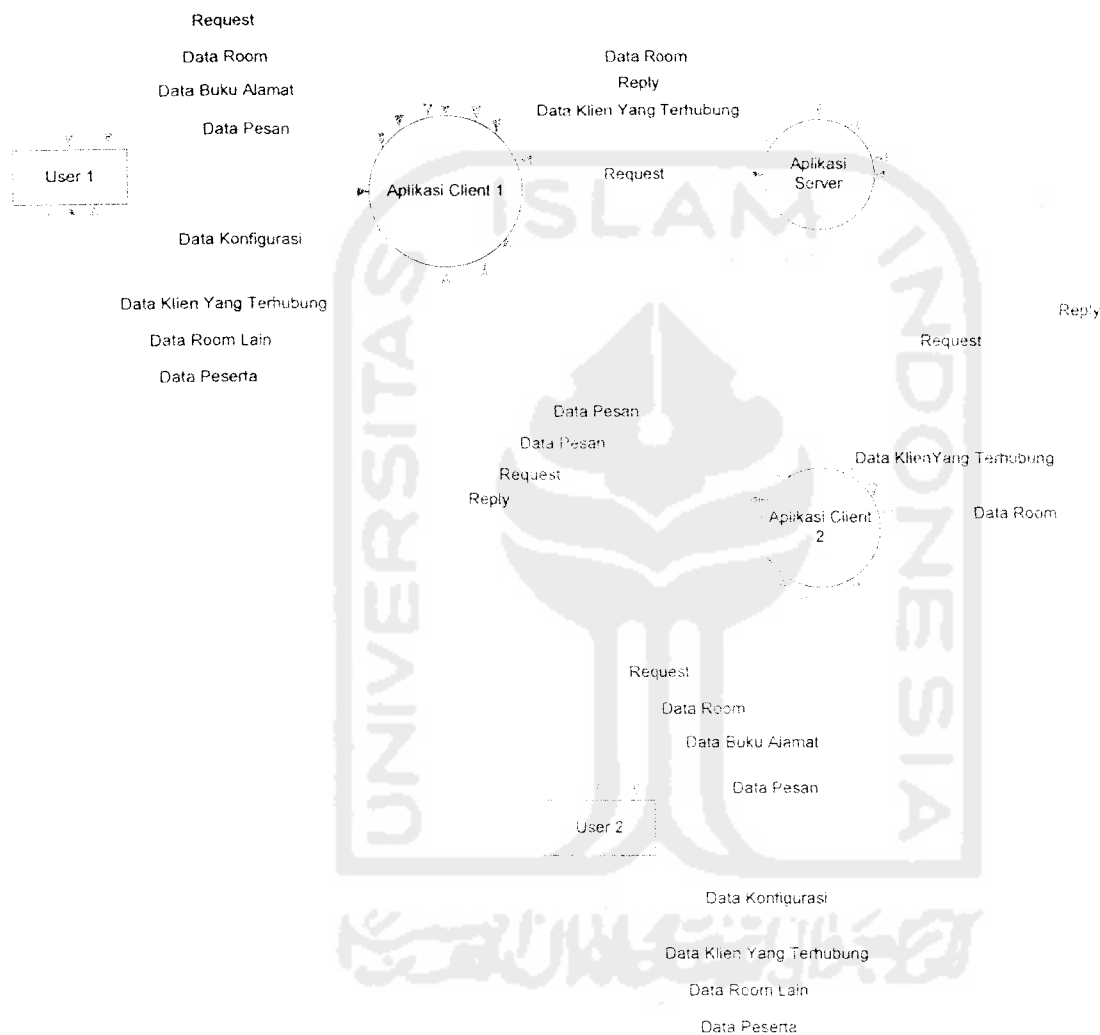 Request
Data Room
Data Buku Alamat
Data Pesan
User 1
Aplikasi Client 1
Data Room
Reply
Data Klien Yang Terhubung
Request
Aplikasi
Server
Data Konfigurasi
Data Klien Yang Terhubung
Data Room Lain
Data Peserta
Reply
Request
Data Pesan
Data Pesan
Request
Reply
Data KlienYang Terhubung
Aplikasi Client
2
Data Room
Request
Data Room
Data Buku Alamat
Data Pesan
User 2
Data Konfigurasi
Data Klien Yang Terhubung
Data Room Lain
Data Peserta
UNIVERSITAS
ISLAM
INDONESIA